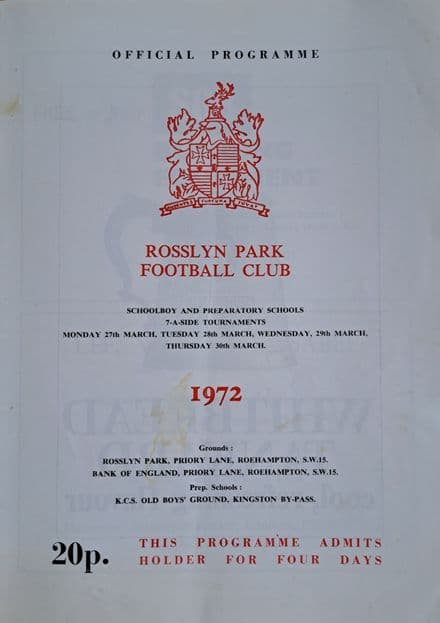 OFFICIAL PROGRAMME
ROSSLYN PARK
FOOTBALL CLUB
SCHOOLBOY AND PREPARATORY SCHOOLS
7-A-SIDE TOURNAMENTS
MONDAY 27th MARCH, TUESDAY 28th MARCH, WEDNESDAY, 29th MARCH,
THURSDAY 30th MARCH.
1972
Grounds :
ROSSLYN PARK, PRIORY LANE, ROEHAMPTON, S.W.15.
BANK OF ENGLAND, PRIORY LANE, ROEHAMPTON, S.W.15.
Prep. Schools :
K.C.S. OLD BOYS' GROUND, KINGSTON BY-PASS.
20p.
THIS PROGRAMME ADMITS
HOLDER FOR FOUR DAYS